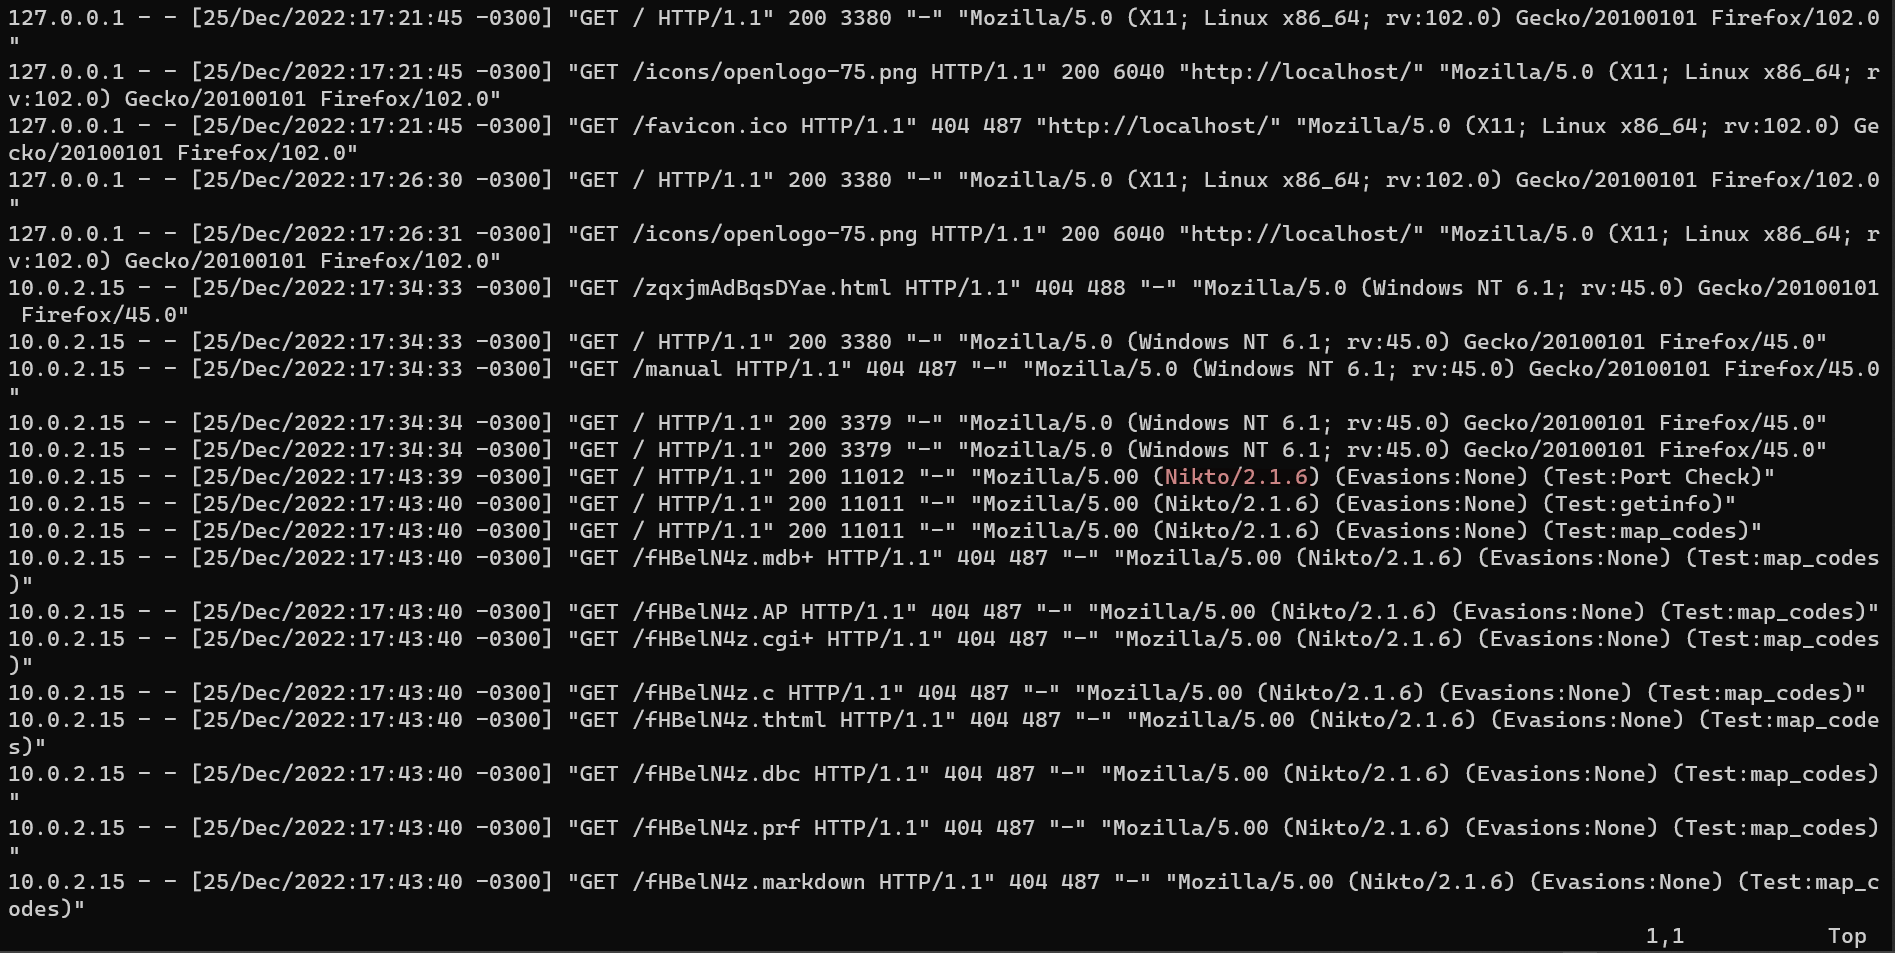 127.0.0.1 - - [25/Dec/2022:17:21:45 -0300] "GET / HTTP/1.1" 200 3380 "-" "Mozilla/5.0 (X11; Linux x86_64; rv:102.0) Gecko/20100101 Firefox/102.0
"
127.0.0.1 - - [25/Dec/2022:17:21:45 -0300] "GET /icons/openlogo-75.png HTTP/1.1" 200 6040 "http://localhost/" "Mozilla/5.0 (X11; Linux x86_64; r
v:102.0) Gecko/20100101 Firefox/102.0"
127.0.0.1 - - [25/Dec/2022:17:21:45 -0300] "GET /favicon.ico HTTP/1.1" 404 487 "http://localhost/" "Mozilla/5.0 (X11; Linux x86_64; rv:102.0) Ge
cko/20100101 Firefox/102.0"
127.0.0.1 - - [25/Dec/2022:17:26:30 -0300] "GET / HTTP/1.1" 200 3380 "-" "Mozilla/5.0 (X11; Linux x86_64; rv:102.0) Gecko/20100101 Firefox/102.0
"
127.0.0.1 - - [25/Dec/2022:17:26:31 -0300] "GET /icons/openlogo-75.png HTTP/1.1" 200 6040 "http://localhost/" "Mozilla/5.0 (X11; Linux x86_64; r
v:102.0) Gecko/20100101 Firefox/102.0"
10.0.2.15 - - [25/Dec/2022:17:34:33 -0300] "GET /zqxjmAdBqsDYae.html HTTP/1.1" 404 488 "-" "Mozilla/5.0 (Windows NT 6.1; rv:45.0) Gecko/20100101
 Firefox/45.0"
10.0.2.15 - - [25/Dec/2022:17:34:33 -0300] "GET / HTTP/1.1" 200 3380 "-" "Mozilla/5.0 (Windows NT 6.1; rv:45.0) Gecko/20100101 Firefox/45.0"
10.0.2.15 - - [25/Dec/2022:17:34:33 -0300] "GET /manual HTTP/1.1" 404 487 "-" "Mozilla/5.0 (Windows NT 6.1; rv:45.0) Gecko/20100101 Firefox/45.0
"
10.0.2.15 - - [25/Dec/2022:17:34:34 -0300] "GET / HTTP/1.1" 200 3379 "-" "Mozilla/5.0 (Windows NT 6.1; rv:45.0) Gecko/20100101 Firefox/45.0"
10.0.2.15 - - [25/Dec/2022:17:34:34 -0300] "GET / HTTP/1.1" 200 3379 "-" "Mozilla/5.0 (Windows NT 6.1; rv:45.0) Gecko/20100101 Firefox/45.0"
10.0.2.15 - - [25/Dec/2022:17:43:39 -0300] "GET / HTTP/1.1" 200 11012 "-" "Mozilla/5.00 (Nikto/2.1.6) (Evasions:None) (Test:Port Check)"
10.0.2.15 - - [25/Dec/2022:17:43:40 -0300] "GET / HTTP/1.1" 200 11011 "-" "Mozilla/5.00 (Nikto/2.1.6) (Evasions:None) (Test:getinfo)"
10.0.2.15 - - [25/Dec/2022:17:43:40 -0300] "GET / HTTP/1.1" 200 11011 "-" "Mozilla/5.00 (Nikto/2.1.6) (Evasions:None) (Test:map_codes)"
10.0.2.15 - - [25/Dec/2022:17:43:40 -0300] "GET /fHBelN4z.mdb+ HTTP/1.1" 404 487 "-" "Mozilla/5.00 (Nikto/2.1.6) (Evasions:None) (Test:map_codes
)"
10.0.2.15 - - [25/Dec/2022:17:43:40 -0300] "GET /fHBelN4z.AP HTTP/1.1" 404 487 "-" "Mozilla/5.00 (Nikto/2.1.6) (Evasions:None) (Test:map_codes)"
10.0.2.15 - - [25/Dec/2022:17:43:40 -0300] "GET /fHBelN4z.cgi+ HTTP/1.1" 404 487 "-" "Mozilla/5.00 (Nikto/2.1.6) (Evasions:None) (Test:map_codes
)"
10.0.2.15 - - [25/Dec/2022:17:43:40 -0300] "GET /fHBelN4z.c HTTP/1.1" 404 487 "-" "Mozilla/5.00 (Nikto/2.1.6) (Evasions:None) (Test:map_codes)"
10.0.2.15 - - [25/Dec/2022:17:43:40 -0300] "GET /fHBelN4z.thtml HTTP/1.1" 404 487 "-" "Mozilla/5.00 (Nikto/2.1.6) (Evasions:None) (Test:map_code
s)"
10.0.2.15 - - [25/Dec/2022:17:43:40 -0300] "GET /fHBelN4z.dbc HTTP/1.1" 404 487 "-" "Mozilla/5.00 (Nikto/2.1.6) (Evasions:None) (Test:map_codes)
"
10.0.2.15 - - [25/Dec/2022:17:43:40 -0300] "GET /fHBelN4z.prf HTTP/1.1" 404 487 "-" "Mozilla/5.00 (Nikto/2.1.6) (Evasions:None) (Test:map_codes)
"
10.0.2.15 - - [25/Dec/2022:17:43:40 -0300] "GET /fHBelN4z.markdown HTTP/1.1" 404 487 "-" "Mozilla/5.00 (Nikto/2.1.6) (Evasions:None) (Test:map_c
odes)"
1,1 Top